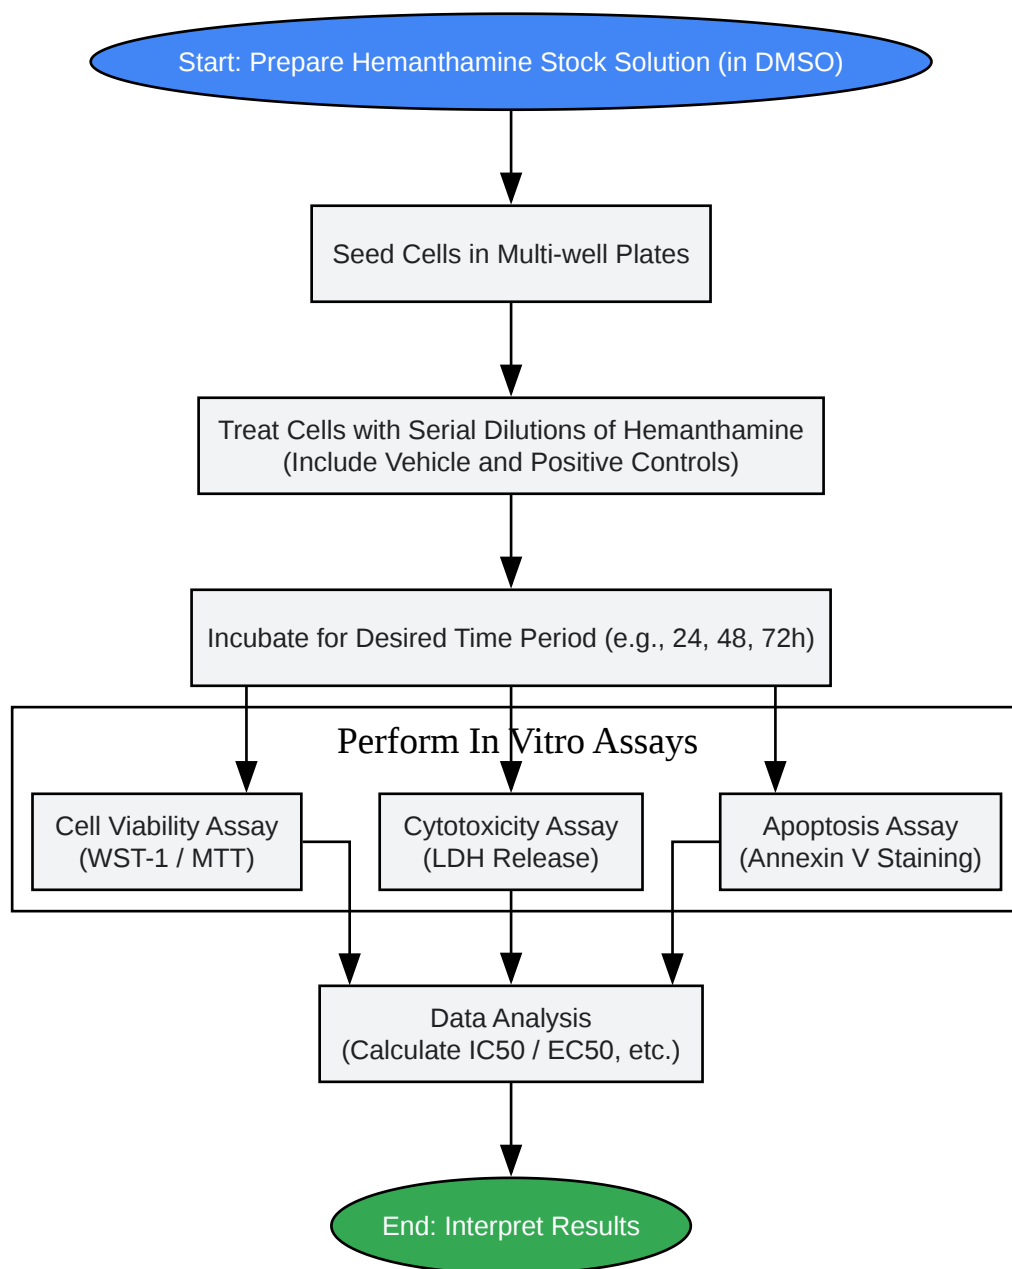 Start: Prepare Hemanthamine Stock Solution (in DMSO)
Seed Cells in Multi-well Plates
Treat Cells with Serial Dilutions of Hemanthamine
(Include Vehicle and Positive Controls)
Incubate for Desired Time Period (e.g., 24, 48, 72h)
Perform In Vitro Assays
Cell Viability Assay
(WST-1 / MTT)
Cytotoxicity Assay
(LDH Release)
Apoptosis Assay
(Annexin V Staining)
Data Analysis
(Calculate IC50 / EC50, etc.)
End: Interpret Results